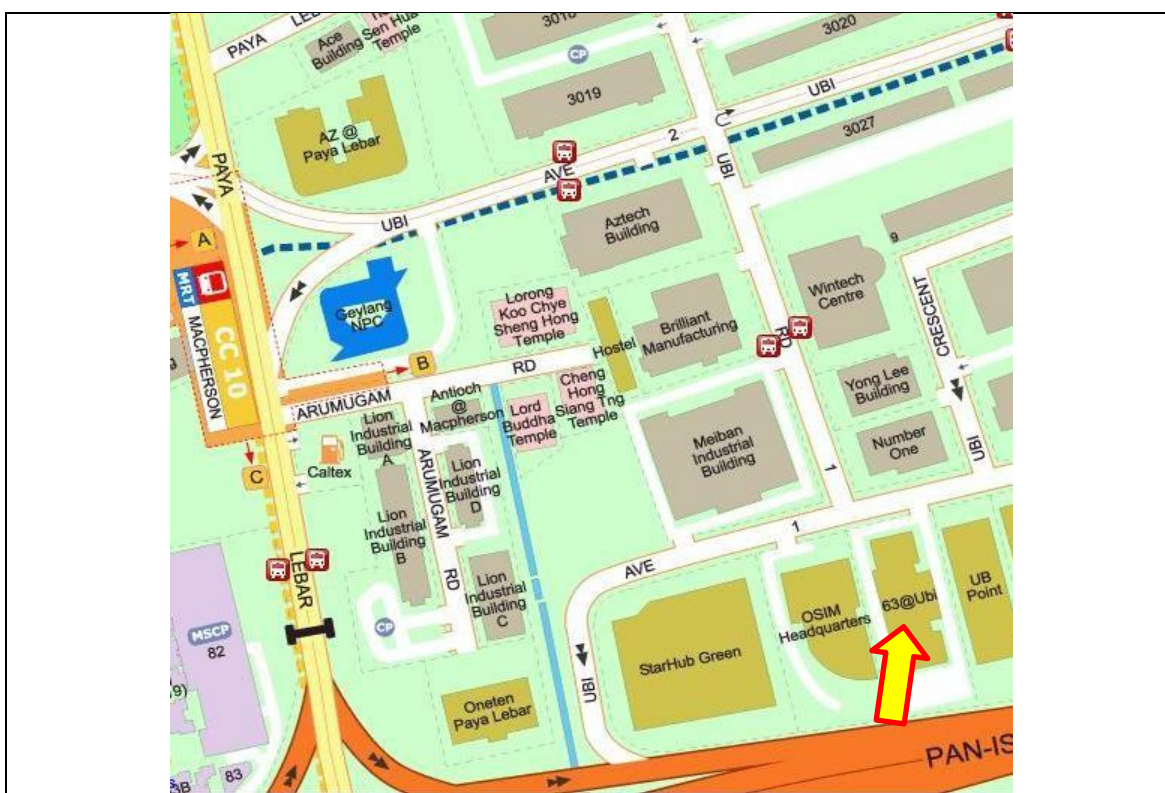 3018
3020
PAYA
LEBAR
Ace
Building
Sen Hua
Temple
CP
3019
UBI
3027
AZ @
Paya Lebar
2
AVE
UBI
PAYA
UBI
Aztech
Building
A
MRT
MACPHERSON
CC 10
Geylang
NPC
Lorong
Koo Chye
Sheng Hong
Temple
Hostel
Brilliant
Manufacturing
Wintech
Centre
9
CRESCENT
UBI
RD
1
B
RD
ARUMUGAM
Antioch
@
Macpherson
Lord
Buddha
Temple
Cheng
Hong
Siang Tng
Temple
Yong Lee
Building
Number
One
Meiban
Industrial
Building
Lion
Industrial
Building
A
Caltex
C
ARUMUGAM
RD
Lion
Industrial
Building
D
Lion
Industrial
Building
B
Lion
Industrial
Building
C
LEBAR
CP
MSCP
82
AVE
1
UBI
StarHub Green
OSIM
Headquarters
63@Ubi
UB
Point
Oneten
Paya Lebar
PAN-IS
9)
83
3B